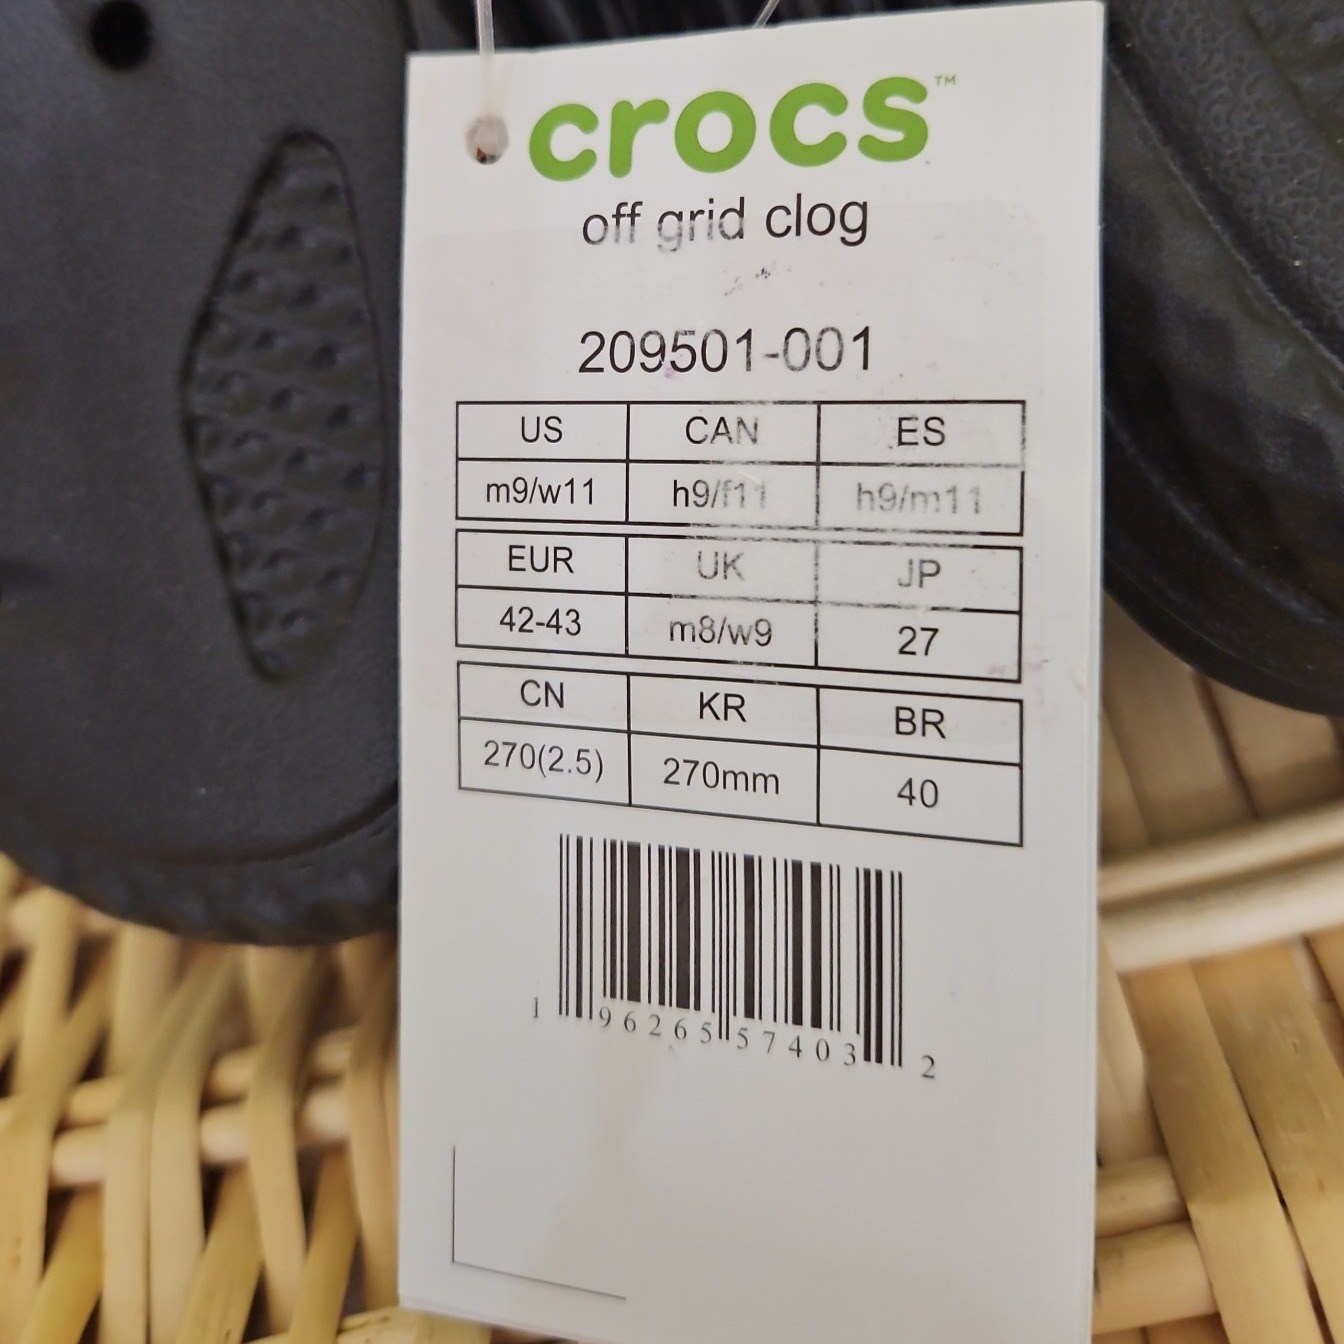 crocs™
off grid clog
209501-001
US CAN ES
m9/w11 h9/f11 h9/m11
EUR UK JP
42-43 m8/w9 27
CN KR BR
270(2.5) 270mm 40
1 96265 57403 2